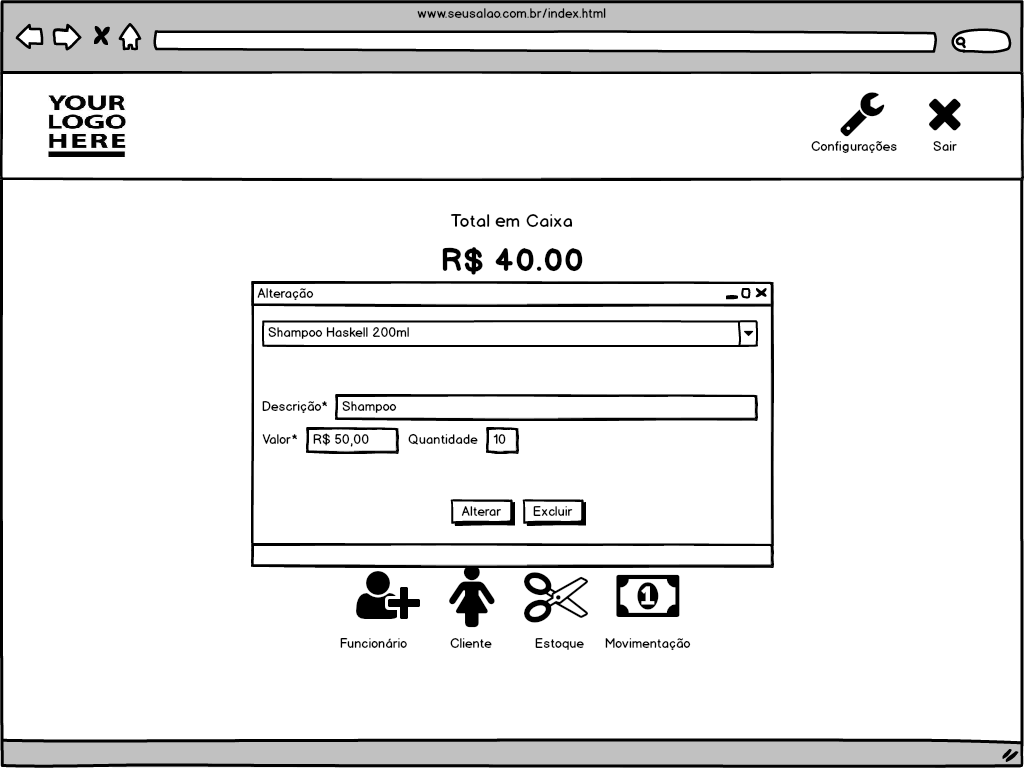 www.seusalao.com.br/index.html
YOUR
LOGO
HERE
Configurações
Sair
Total em Caixa
R$ 40.00
Alteração
Shampoo Haskell 200ml
Descrição* Shampoo
Valor* R$ 50,00 Quantidade 10
Alterar Excluir
1
Funcionário Cliente Estoque Movimentação